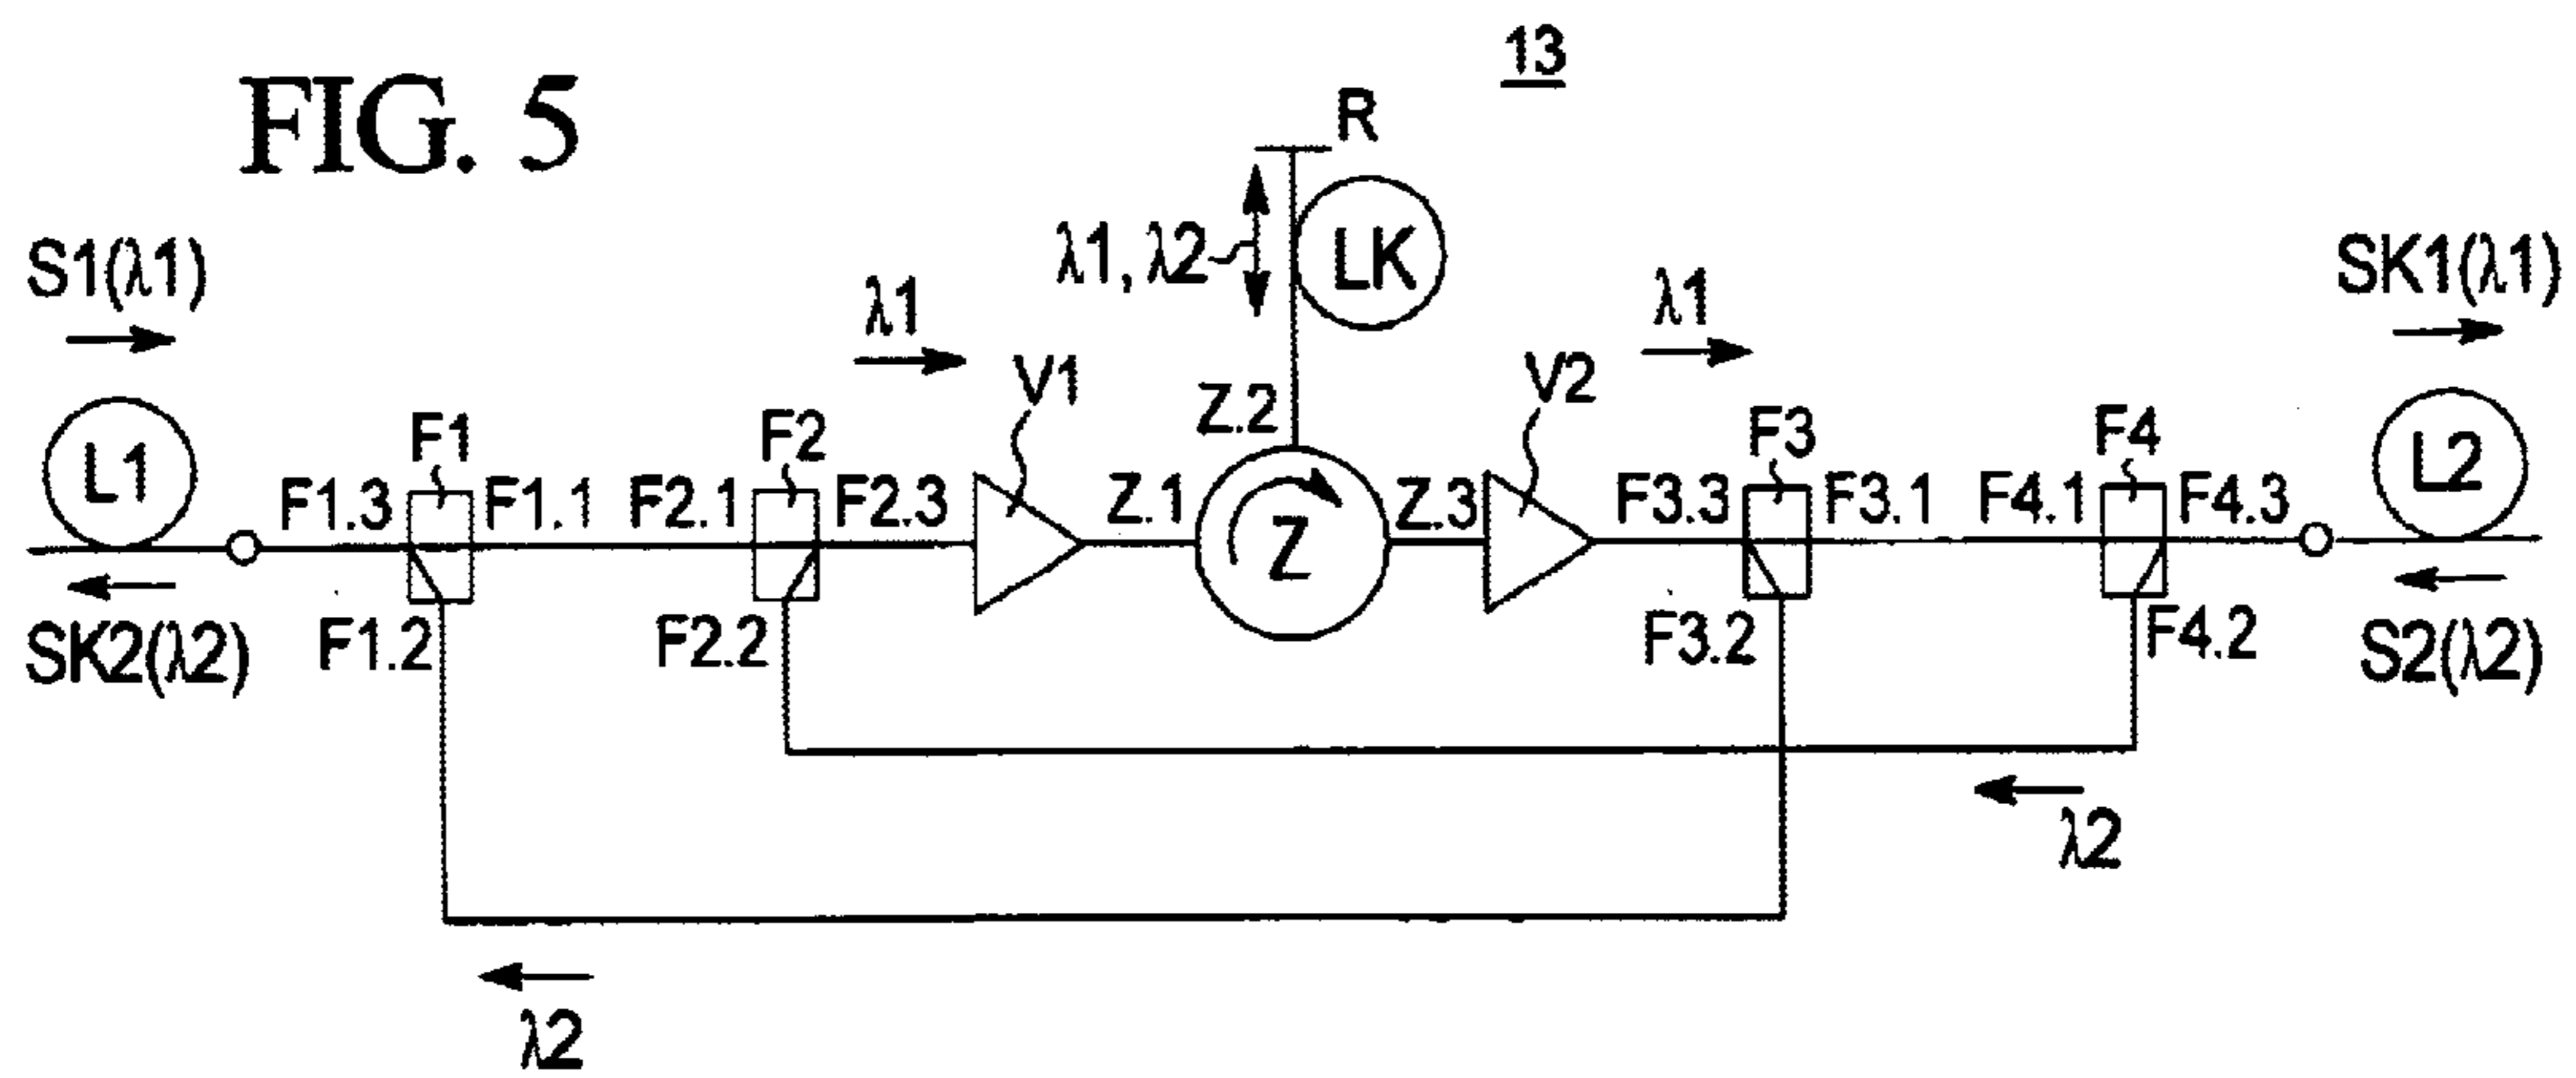 FIG. 5
13
R
λ1, λ2
LK
S1(λ1)
SK1(λ1)
λ1
λ1
V1
V2
Z.2
L1
F1
F2
F3
F4
L2
F1.3
F1.1
F2.1
F2.3
Z.1
Z
Z.3
F3.3
F3.1
F4.1
F4.3
SK2(λ2)
F1.2
F2.2
F3.2
F4.2
S2(λ2)
λ2
λ2